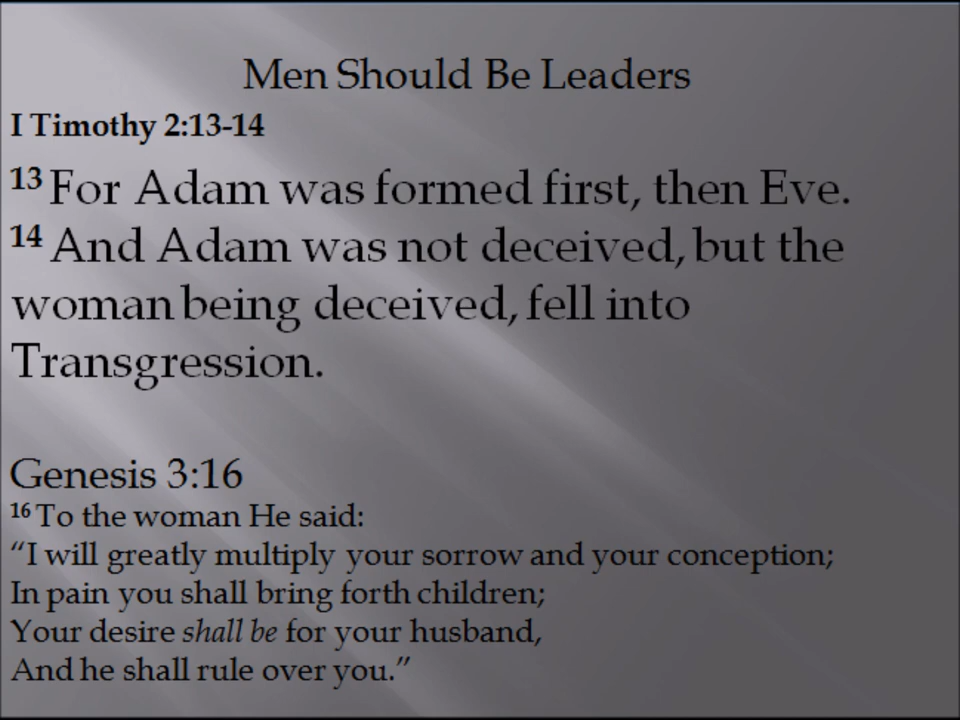 Men Should Be Leaders
I Timothy 2:13-14
13 For Adam was formed first, then Eve.
14 And Adam was not deceived, but the
woman being deceived, fell into
Transgression.
Genesis 3:16
16 To the woman He said:
“I will greatly multiply your sorrow and your conception;
In pain you shall bring forth children;
Your desire shall be for your husband,
And he shall rule over you.”